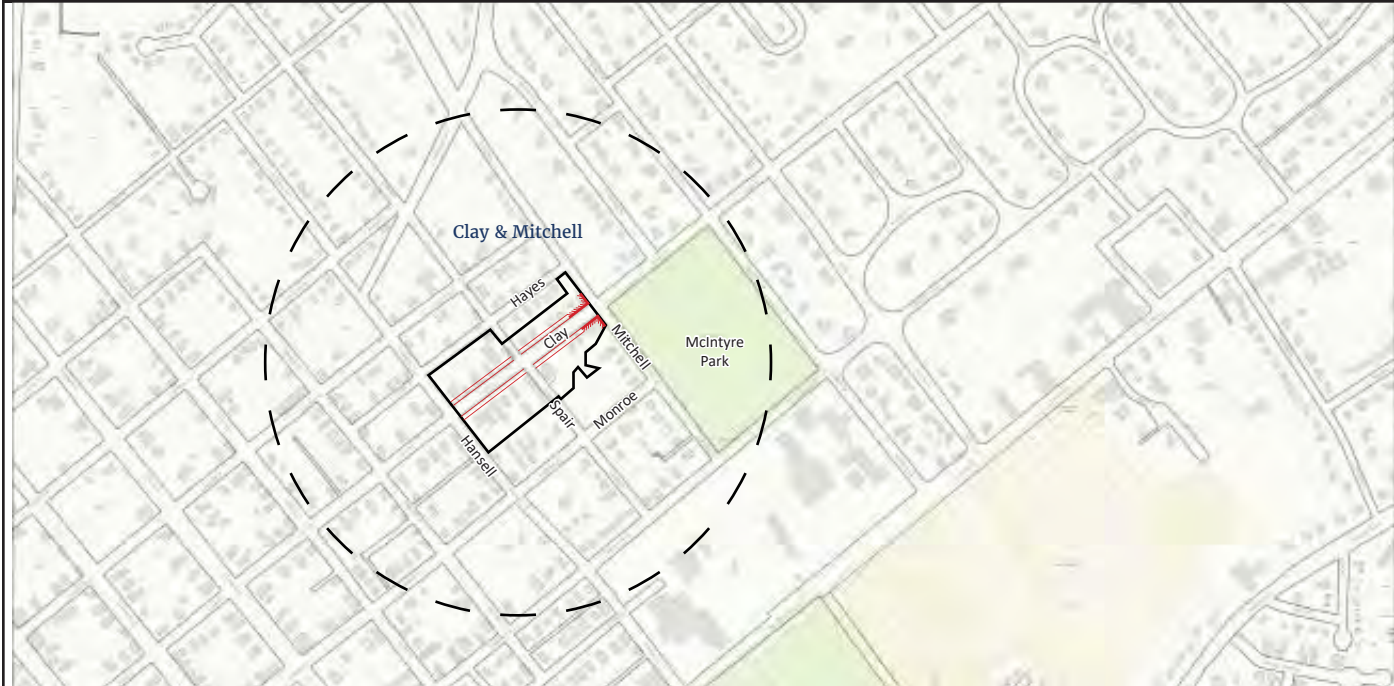 Clay & Mitchell
Hayes
Clay
Mitchell
McIntyre
Park
Spair
Monroe
Hansell